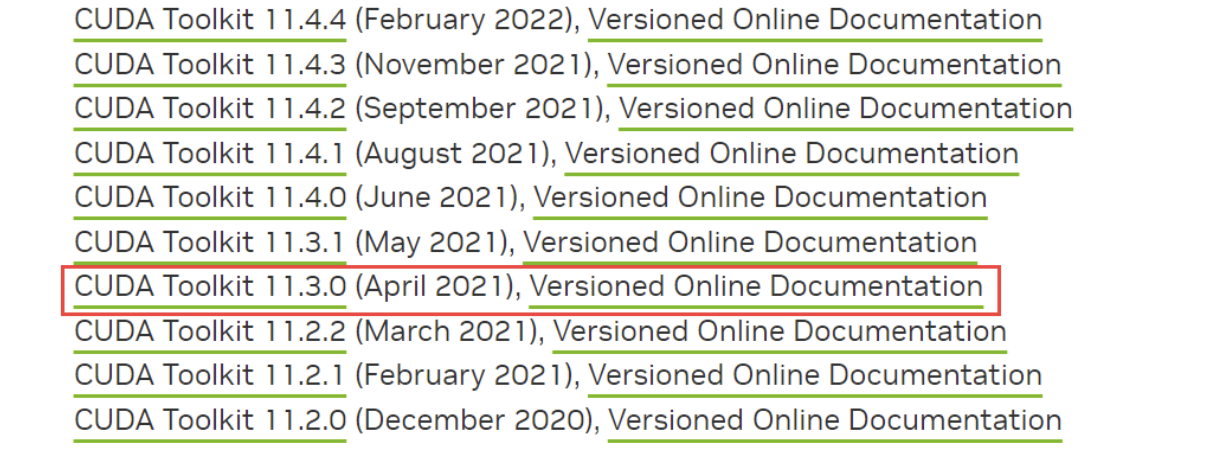 CUDA Toolkit 11.4.4 (February 2022), Versioned Online Documentation
CUDA Toolkit 11.4.3 (November 2021), Versioned Online Documentation
CUDA Toolkit 11.4.2 (September 2021), Versioned Online Documentation
CUDA Toolkit 11.4.1 (August 2021), Versioned Online Documentation
CUDA Toolkit 11.4.0 (June 2021), Versioned Online Documentation
CUDA Toolkit 11.3.1 (May 2021), Versioned Online Documentation
CUDA Toolkit 11.3.0 (April 2021), Versioned Online Documentation
CUDA Toolkit 11.2.2 (March 2021), Versioned Online Documentation
CUDA Toolkit 11.2.1 (February 2021), Versioned Online Documentation
CUDA Toolkit 11.2.0 (December 2020), Versioned Online Documentation